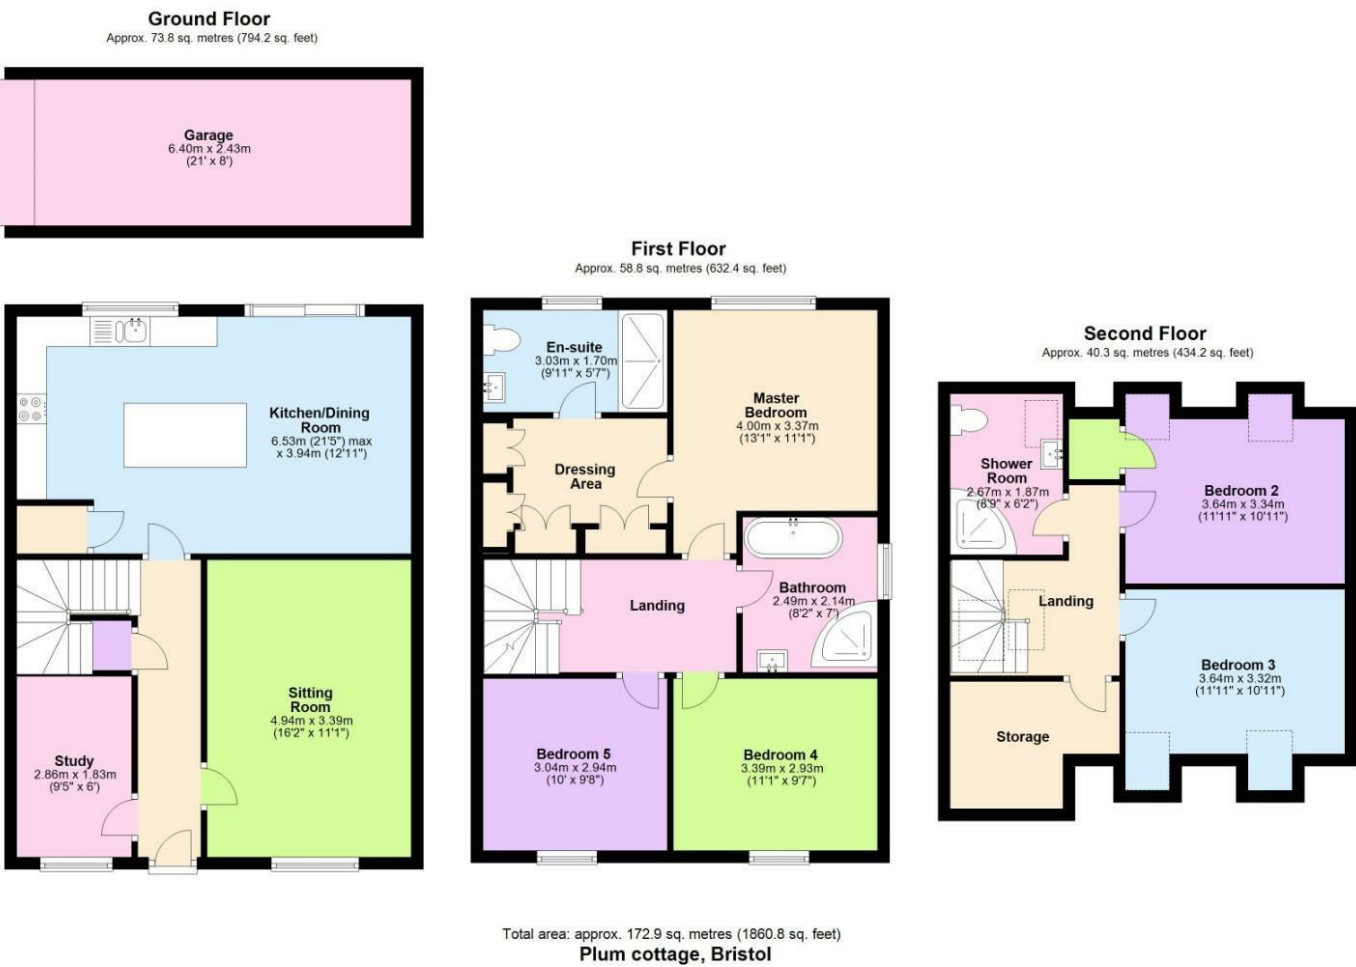 Ground Floor
Approx. 73.8 sq. metres (794.2 sq. feet)
Garage
6.40m x 2.43m
(21' x 8')
Kitchen/Dining
Room
6.53m (21'5") max
x 3.94m (12'11")
Sitting
Room
4.94m x 3.39m
(16'2" x 11'1")
Study
2.86m x 1.83m
(9'5" x 6')
First Floor
Approx. 58.8 sq. metres (632.4 sq. feet)
En-suite
3.03m x 1.70m
(9'11" x 5'7")
Master
Bedroom
4.00m x 3.37m
(13'1" x 11'1")
Dressing
Area
Landing
Bathroom
2.49m x 2.14m
(8'2" x 7')
Bedroom 5
3.04m x 2.94m
(10' x 9'8")
Bedroom 4
3.39m x 2.93m
(11'1" x 9'7")
Second Floor
Approx. 40.3 sq. metres (434.2 sq. feet)
Shower
Room
2.67m x 1.87m
(8'9" x 6'2")
Bedroom 2
3.64m x 3.34m
(11'11" x 10'11")
Landing
Bedroom 3
3.64m x 3.32m
(11'11" x 10'11")
Storage
Total area: approx. 172.9 sq. metres (1860.8 sq. feet)
Plum cottage, Bristol